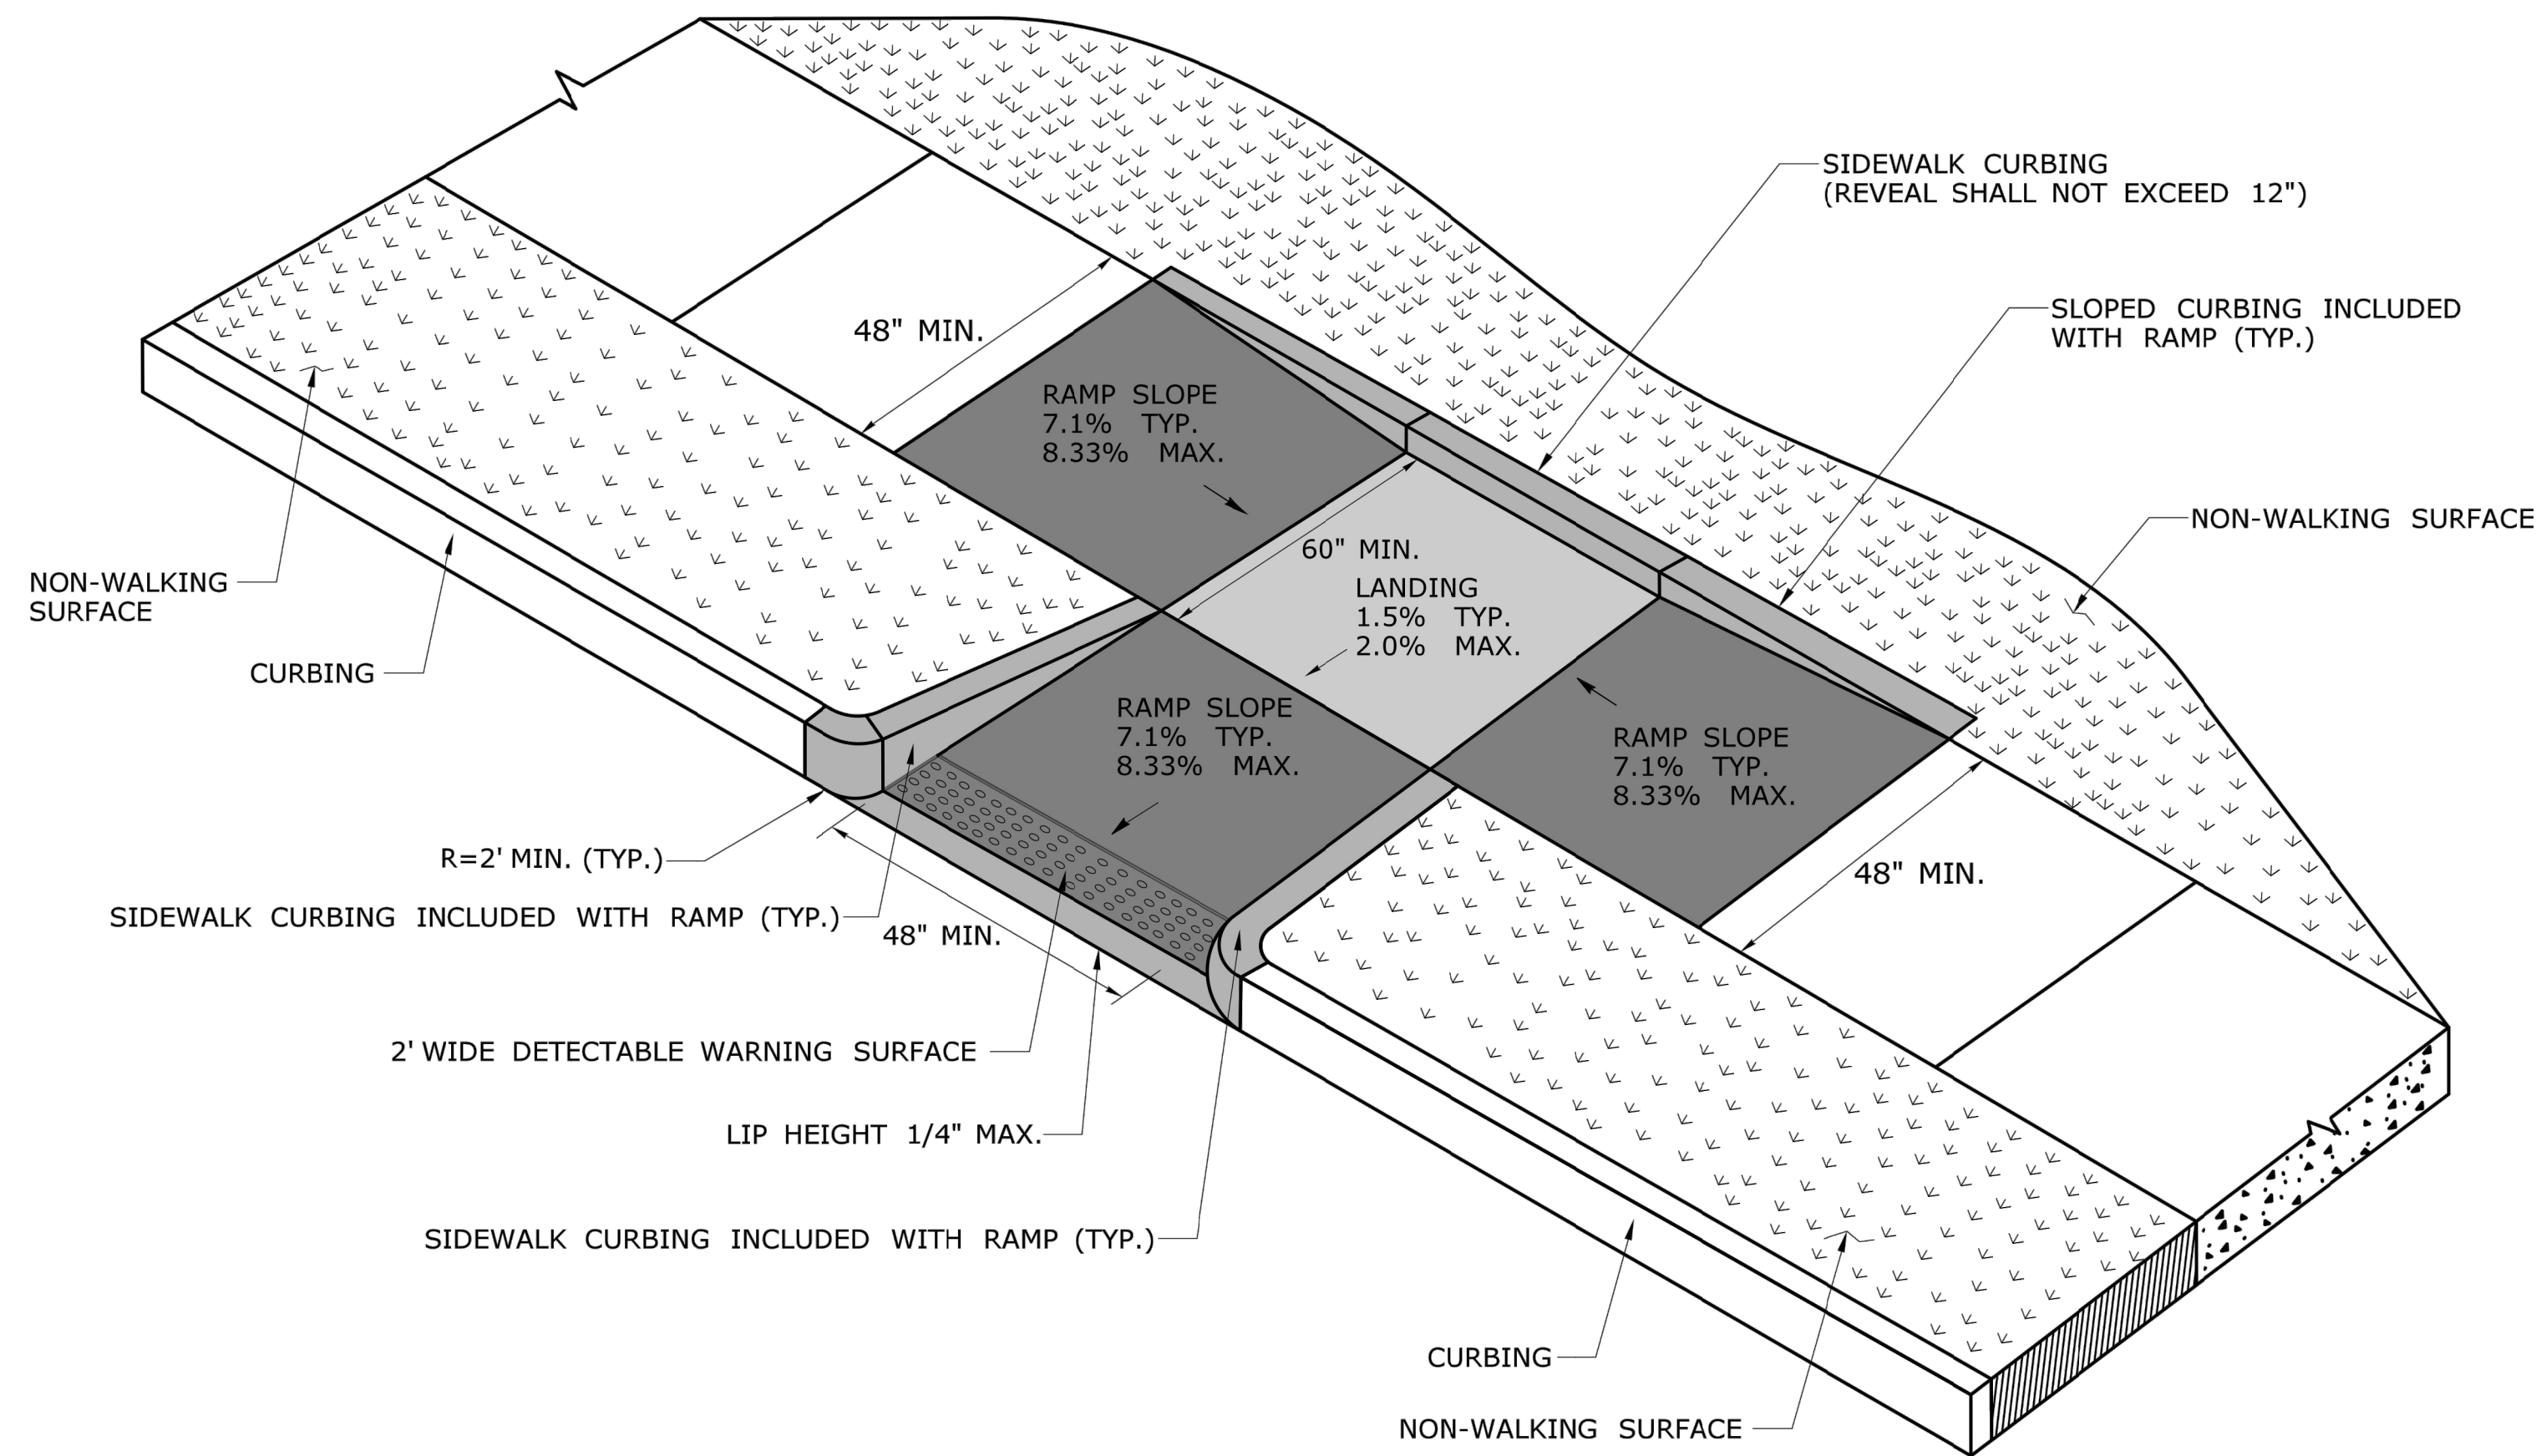 SIDEWALK CURBING
(REVEAL SHALL NOT EXCEED 12")
SLOPED CURBING INCLUDED
WITH RAMP (TYP.)
48" MIN.
RAMP SLOPE
7.1% TYP.
8.33% MAX.
NON-WALKING SURFACE
60" MIN.
LANDING
1.5% TYP.
2.0% MAX.
NON-WALKING
SURFACE
CURBING
RAMP SLOPE
7.1% TYP.
8.33% MAX.
RAMP SLOPE
7.1% TYP.
8.33% MAX.
R=2' MIN. (TYP.)
48" MIN.
SIDEWALK CURBING INCLUDED WITH RAMP (TYP.)
48" MIN.
2' WIDE DETECTABLE WARNING SURFACE
LIP HEIGHT 1/4" MAX.
SIDEWALK CURBING INCLUDED WITH RAMP (TYP.)
CURBING
NON-WALKING SURFACE